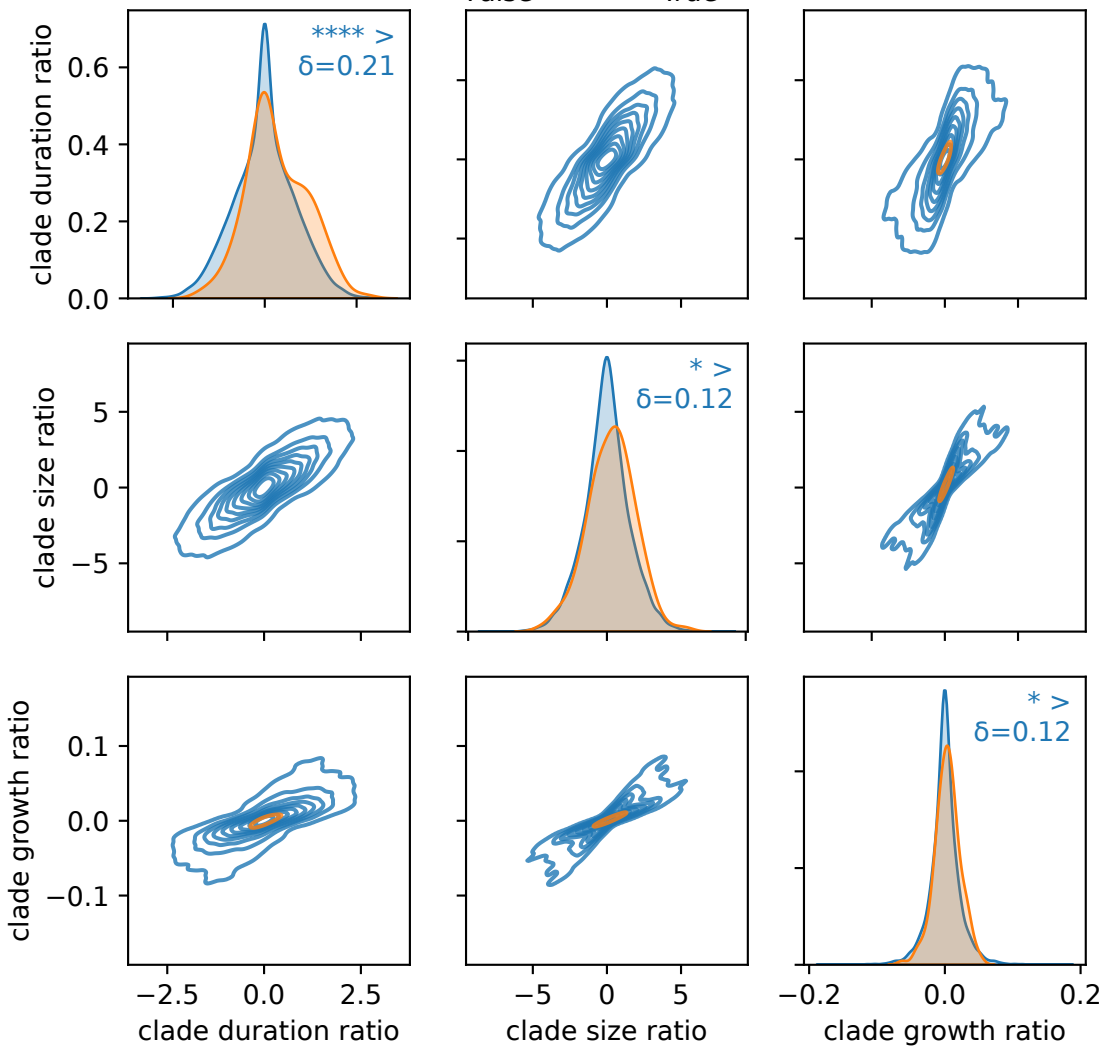 **** >
δ=0.21
clade duration ratio
0.6
0.4
0.2
0.0
* >
δ=0.12
clade size ratio
5
0
−5
* >
δ=0.12
clade growth ratio
0.1
0.0
−0.1
−2.5 0.0 2.5
−5 0 5
−0.2 0.0 0.2
clade duration ratio
clade size ratio
clade growth ratio